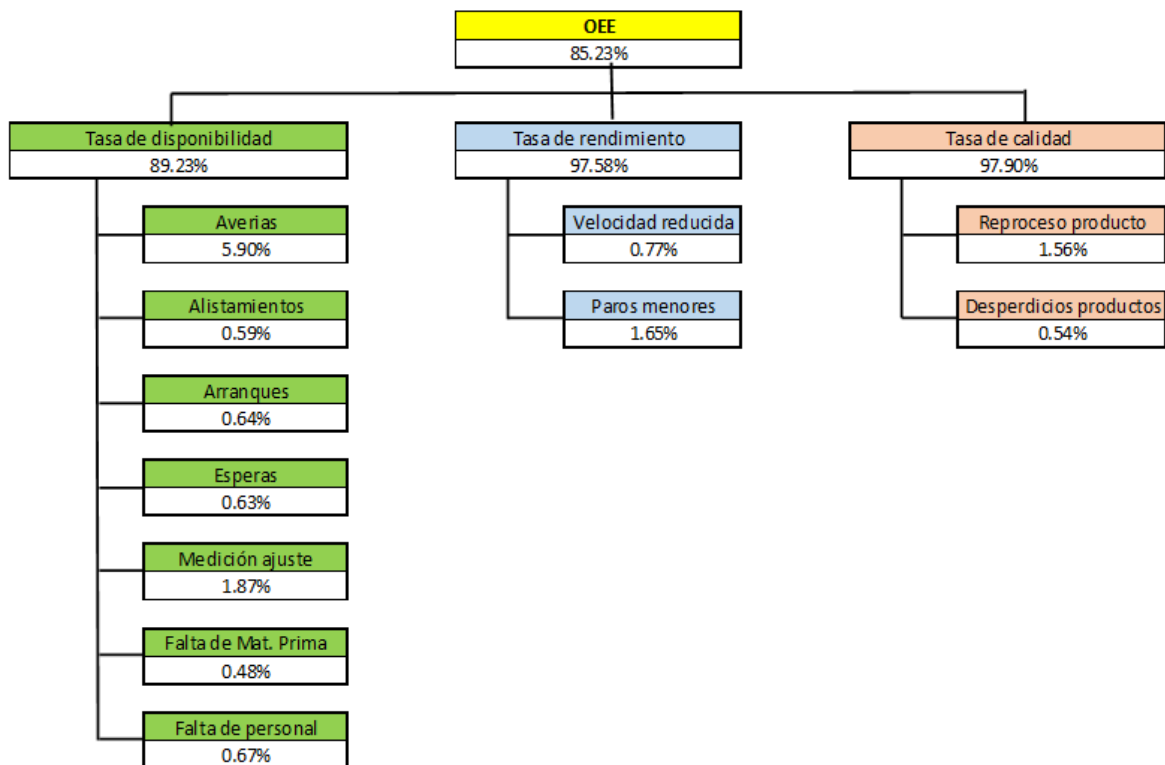 OEE
85.23%
Tasa de disponibilidad
89.23%
Averias
5.90%
Alistamientos
0.59%
Arranques
0.64%
Esperas
0.63%
Medición ajuste
1.87%
Falta de Mat. Prima
0.48%
Falta de personal
0.67%
Tasa de rendimiento
97.58%
Velocidad reducida
0.77%
Paros menores
1.65%
Tasa de calidad
97.90%
Reproceso producto
1.56%
Desperdicios productos
0.54%